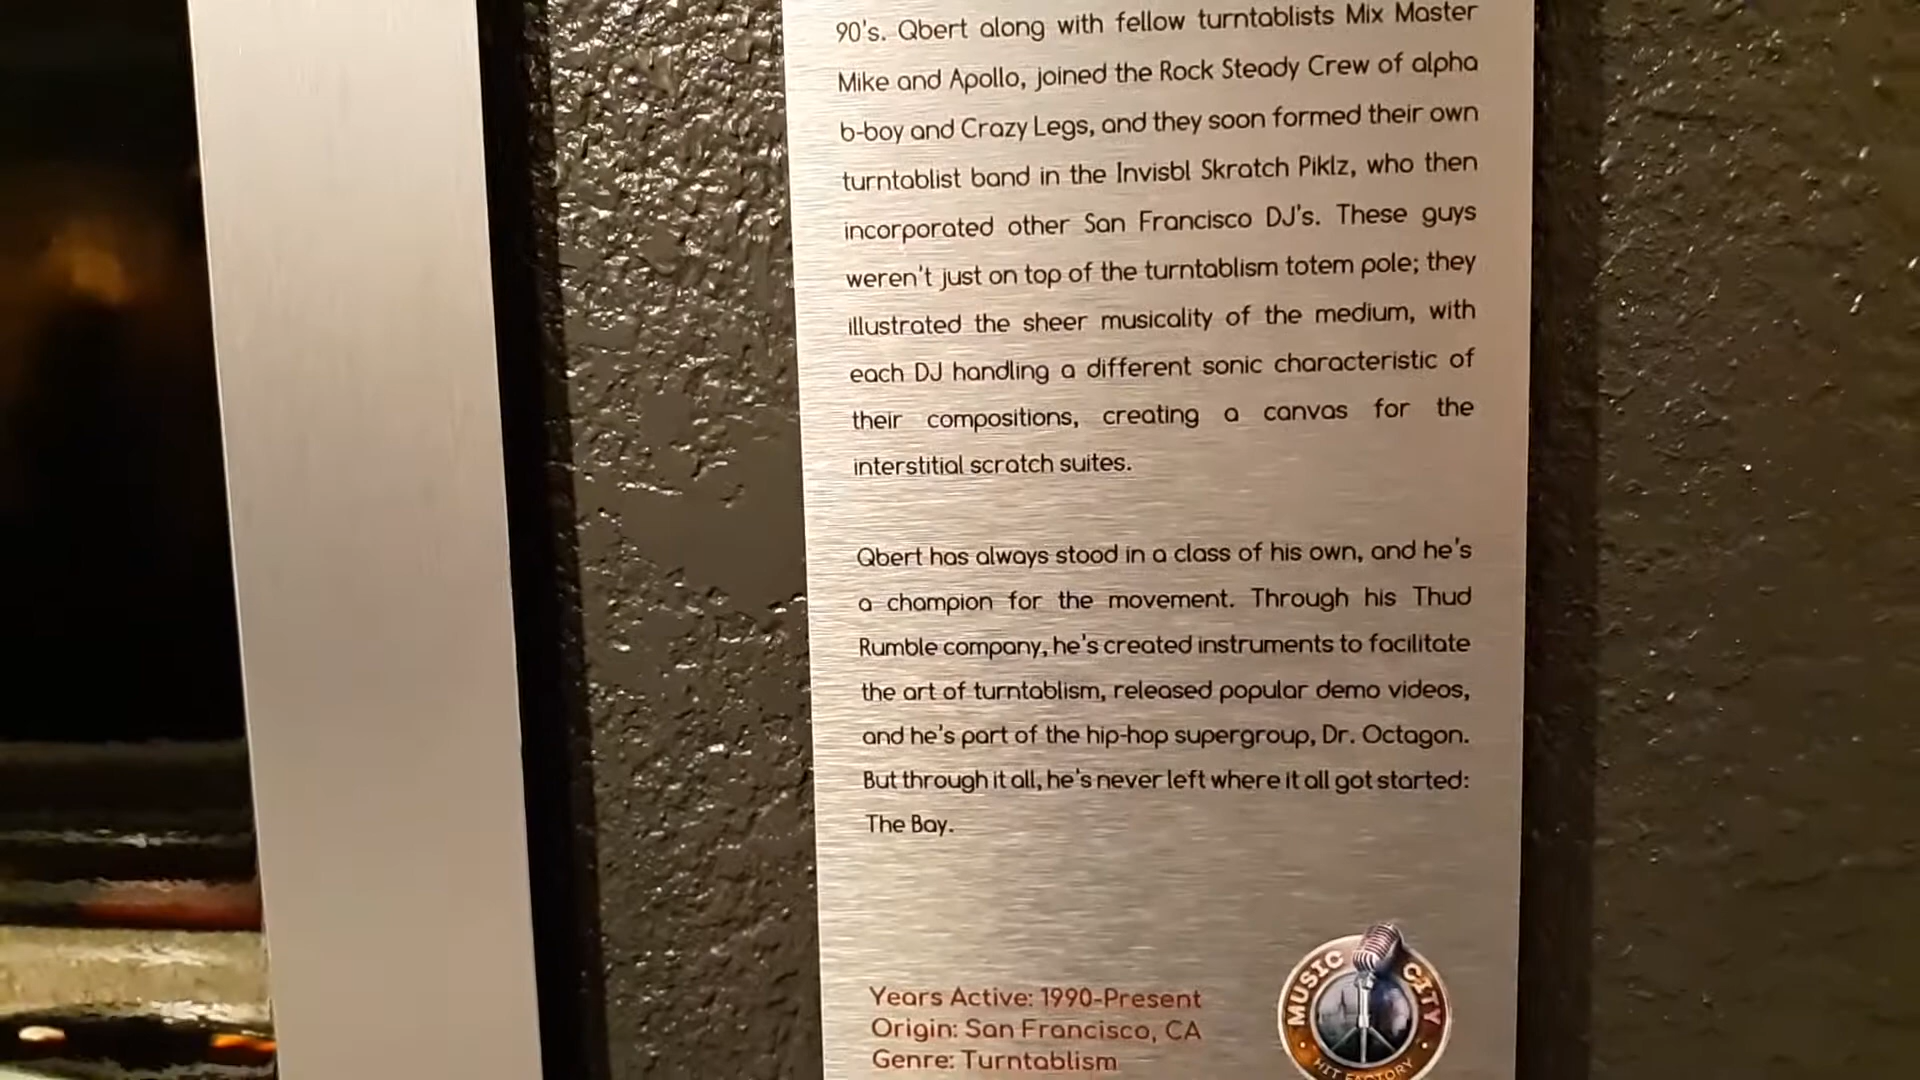 90's. Qbert along with fellow turntablists Mix Master
Mike and Apollo, joined the Rock Steady Crew of alpha
b-boy and Crazy Legs, and they soon formed their own
turntablist band in the Invisbl Skratch Piklz, who then
incorporated other San Francisco DJ's. These guys
weren't just on top of the turntablism totem pole; they
illustrated the sheer musicality of the medium, with
each DJ handling a different sonic characteristic of
their compositions, creating a canvas for the
interstitial scratch suites.
Qbert has always stood in a class of his own, and he's
a champion for the movement. Through his Thud
Rumble company, he's created instruments to facilitate
the art of turntablism, released popular demo videos,
and he's part of the hip-hop supergroup, Dr. Octagon.
But through it all, he's never left where it all got started:
The Bay.
Years Active: 1990-Present
Origin: San Francisco, CA
Genre: Turntablism
MUSIC CITY
HIT FACTORY